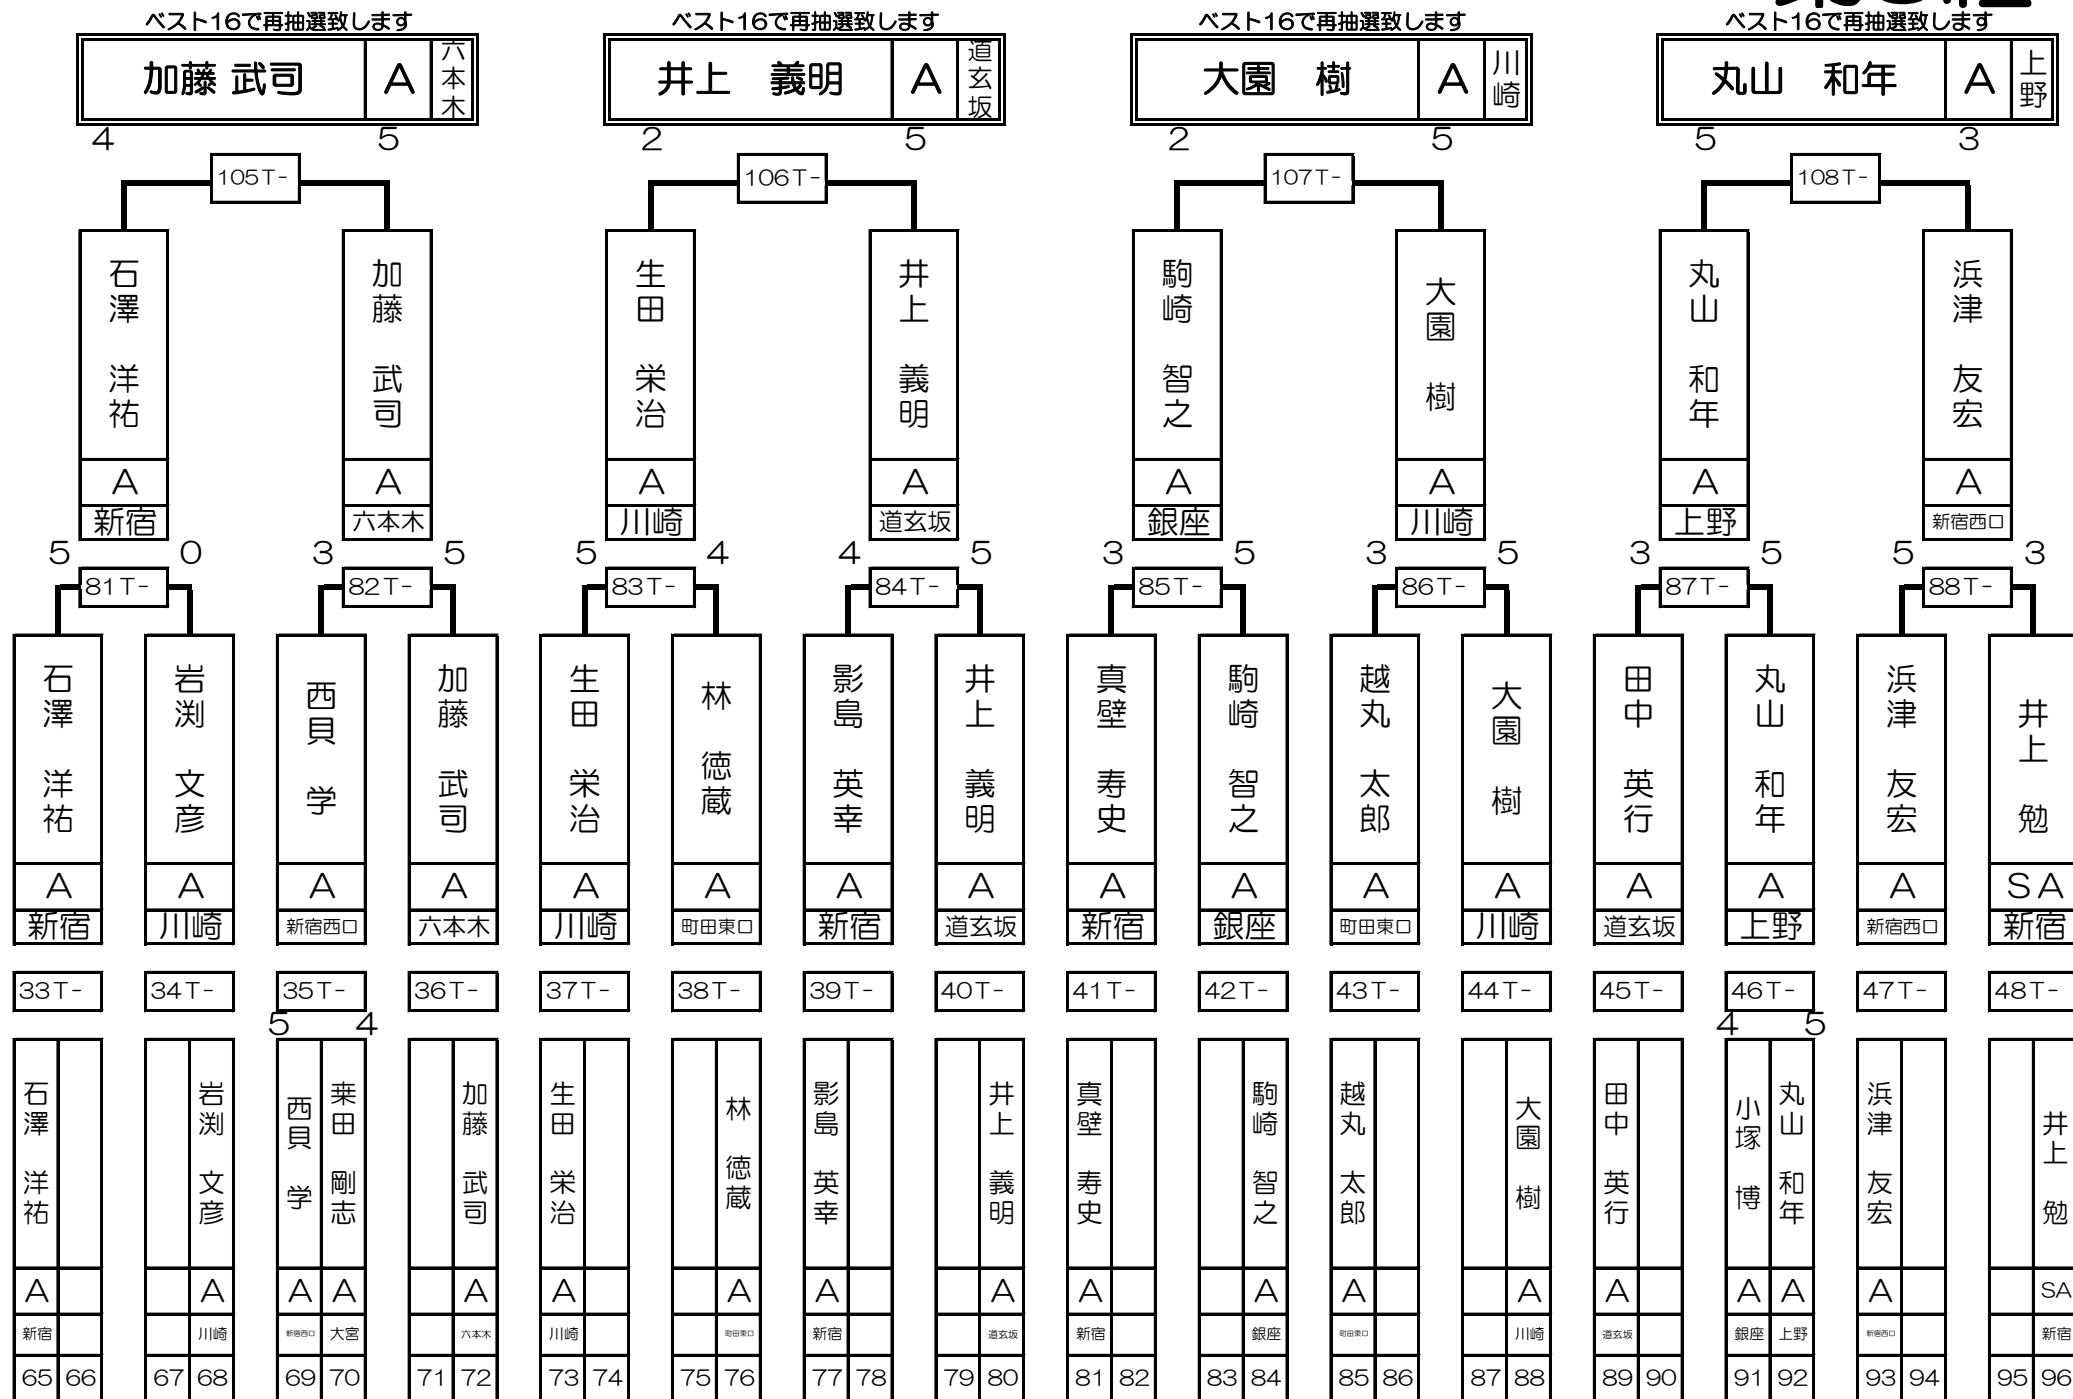 ベスト16で再抽選致します ベスト16で再抽選致します ベスト16で再抽選致します ベスト16で再抽選致します
加藤 武司 A 六本木 井上 義明 A 道玄坂 大園 樹 A 川崎 丸山 和年 A 上野
4 5 2 5 2 5 5 3
105T- 106T- 107T- 108T-
石澤 洋祐 加藤 武司 生田 栄治 井上 義明 駒崎 智之 大園 樹 丸山 和年 浜津 友宏
A A A A A A A A
新宿 六本木 川崎 道玄坂 銀座 川崎 上野 新宿西口
5 0 3 5 5 4 4 5 3 5 3 5 3 5 5 3
81T- 82T- 83T- 84T- 85T- 86T- 87T- 88T-
石澤 洋祐 岩渕 文彦 西貝 学 加藤 武司 生田 栄治 林 徳蔵 影島 英幸 井上 義明 真壁 寿史 駒崎 智之 越丸 太郎 大園 樹 田中 英行 丸山 和年 浜津 友宏 井上 勉
A A A A A A A A A A A A A A A SA
新宿 川崎 新宿西口 六本木 川崎 町田東口 新宿 道玄坂 新宿 銀座 町田東口 川崎 道玄坂 上野 新宿西口 新宿
33T- 34T- 35T- 36T- 37T- 38T- 39T- 40T- 41T- 42T- 43T- 44T- 45T- 46T- 47T- 48T-
5 4 4 5
石澤 洋祐 岩渕 文彦 西貝 学 桒田 剛志 加藤 武司 生田 栄治 林 徳蔵 影島 英幸 井上 義明 真壁 寿史 駒崎 智之 越丸 太郎 大園 樹 田中 英行 小塚 博 丸山 和年 浜津 友宏 井上 勉
A A A A A A A A A A A A A A A A A SA
新宿 川崎 新宿西口 大宮 六本木 川崎 町田東口 新宿 道玄坂 新宿 銀座 町田東口 川崎 道玄坂 銀座 上野 新宿西口 新宿
65 66 67 68 69 70 71 72 73 74 75 76 77 78 79 80 81 82 83 84 85 86 87 88 89 90 91 92 93 94 95 96